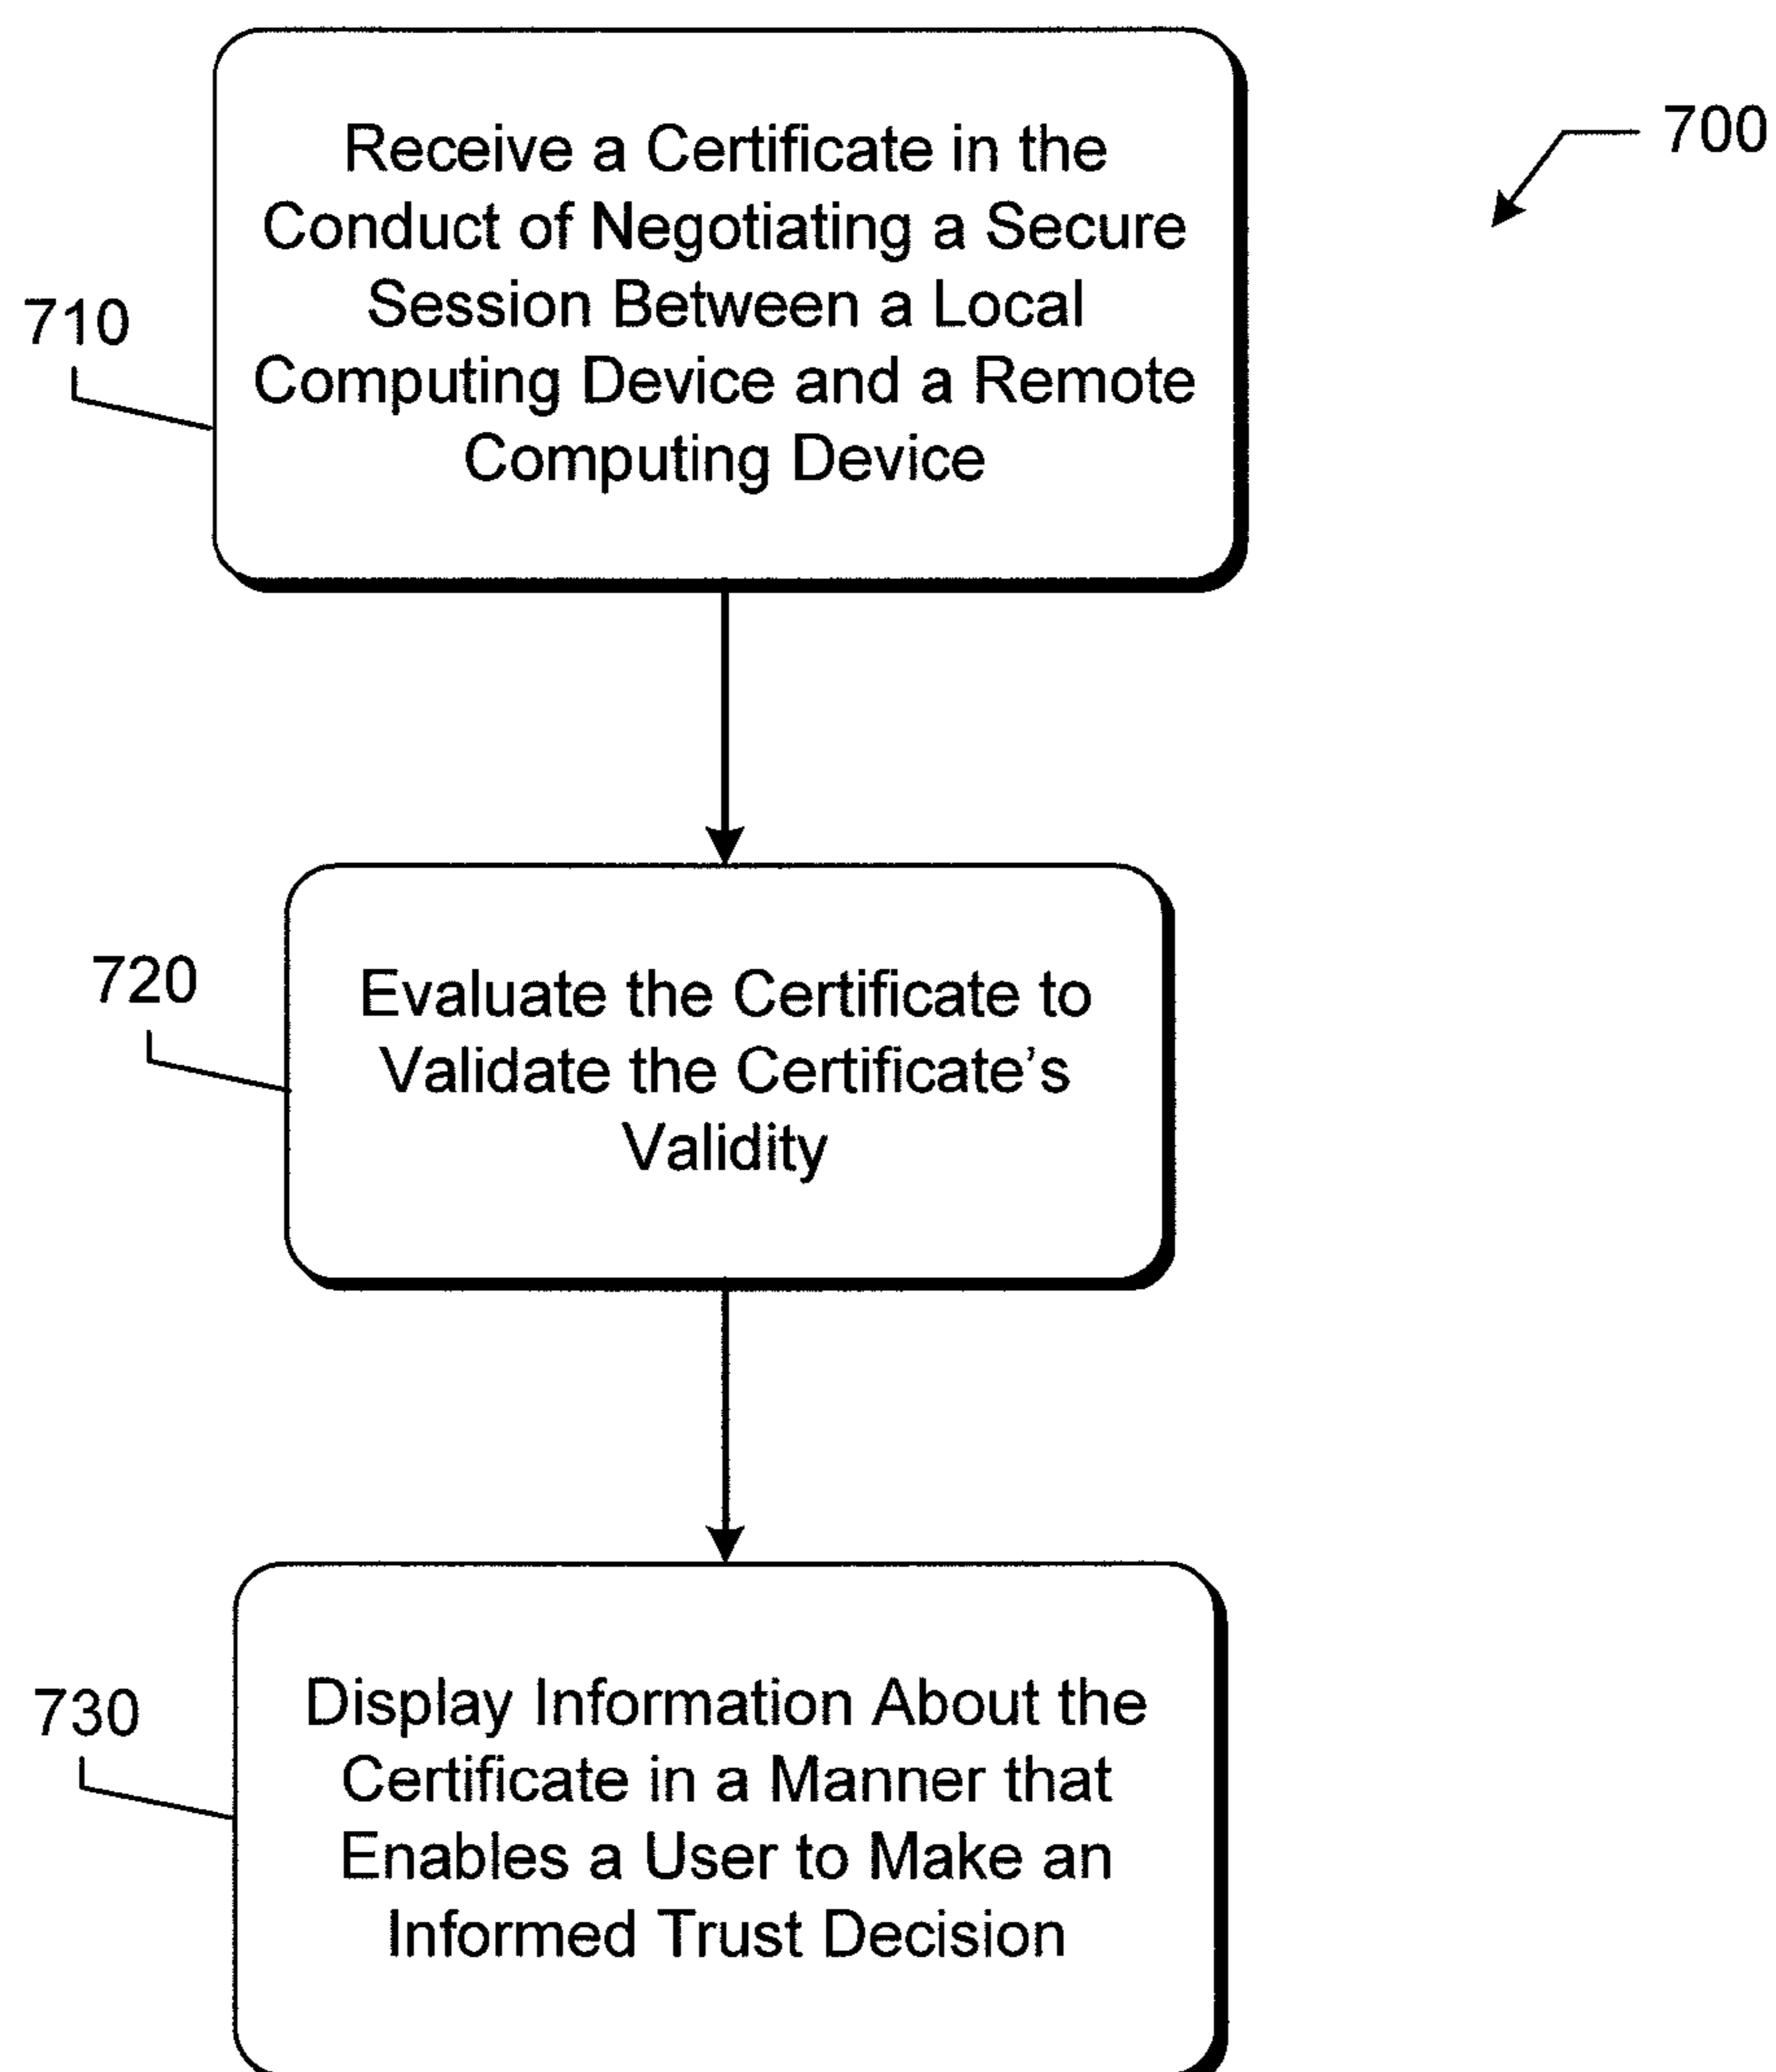 Receive a Certificate in the
Conduct of Negotiating a Secure
Session Between a Local
Computing Device and a Remote
Computing Device
700
710
720
Evaluate the Certificate to
Validate the Certificate's
Validity
730
Display Information About the
Certificate in a Manner that
Enables a User to Make an
Informed Trust Decision